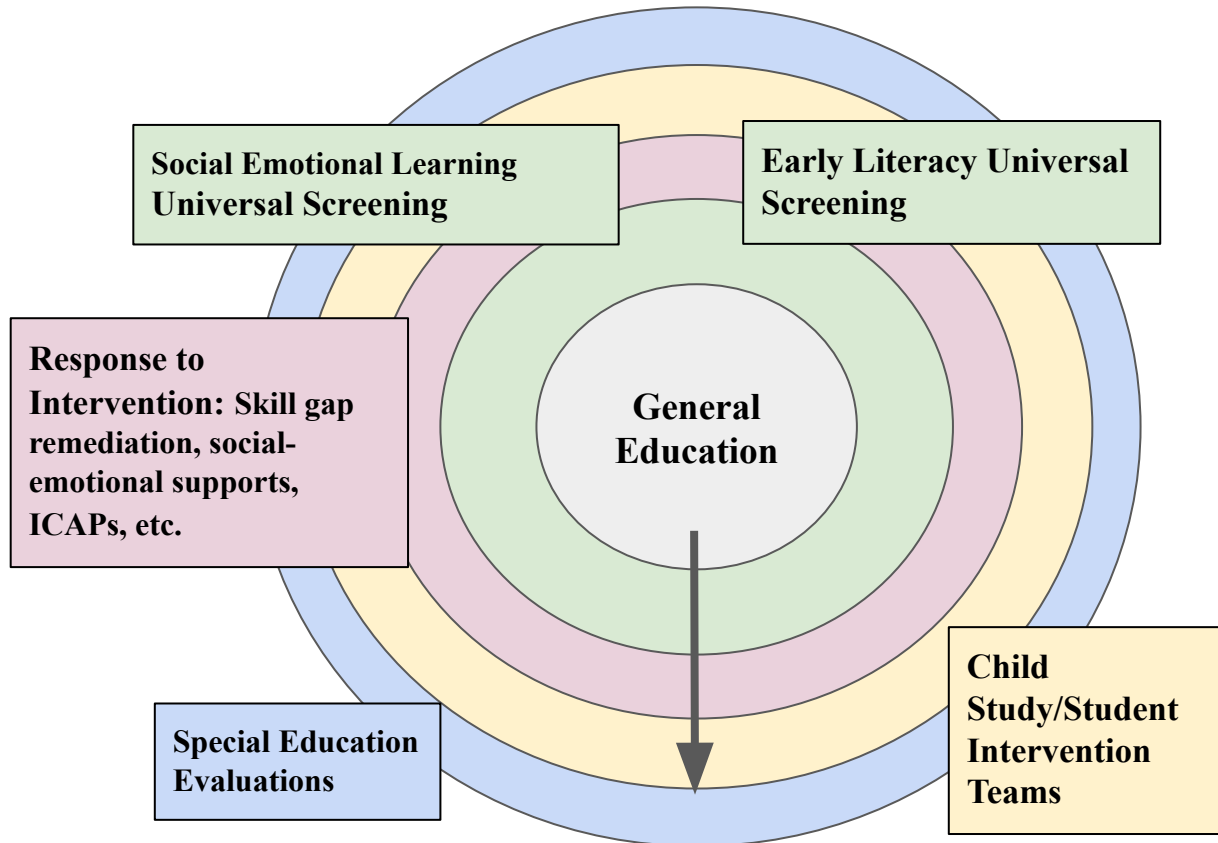 Social Emotional Learning
Universal Screening
Early Literacy Universal
Screening
Response to
Intervention: Skill gap
remediation, social-
emotional supports,
ICAPs, etc.
General
Education
Special Education
Evaluations
Child
Study/Student
Intervention
Teams